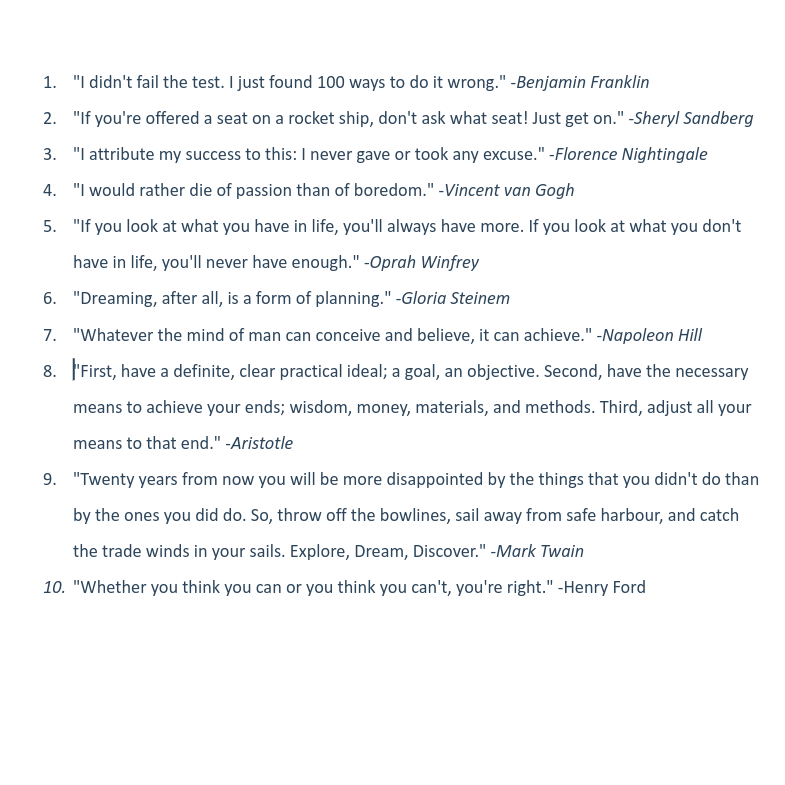 1. "I didn't fail the test. I just found 100 ways to do it wrong." -Benjamin Franklin
2. "If you're offered a seat on a rocket ship, don't ask what seat! Just get on." -Sheryl Sandberg
3. "I attribute my success to this: I never gave or took any excuse." -Florence Nightingale
4. "I would rather die of passion than of boredom." -Vincent van Gogh
5. "If you look at what you have in life, you'll always have more. If you look at what you don't
have in life, you'll never have enough." -Oprah Winfrey
6. "Dreaming, after all, is a form of planning." -Gloria Steinem
7. "Whatever the mind of man can conceive and believe, it can achieve." -Napoleon Hill
8. "First, have a definite, clear practical ideal; a goal, an objective. Second, have the necessary
means to achieve your ends; wisdom, money, materials, and methods. Third, adjust all your
means to that end." -Aristotle
9. "Twenty years from now you will be more disappointed by the things that you didn't do than
by the ones you did do. So, throw off the bowlines, sail away from safe harbour, and catch
the trade winds in your sails. Explore, Dream, Discover." -Mark Twain
10. "Whether you think you can or you think you can't, you're right." -Henry Ford